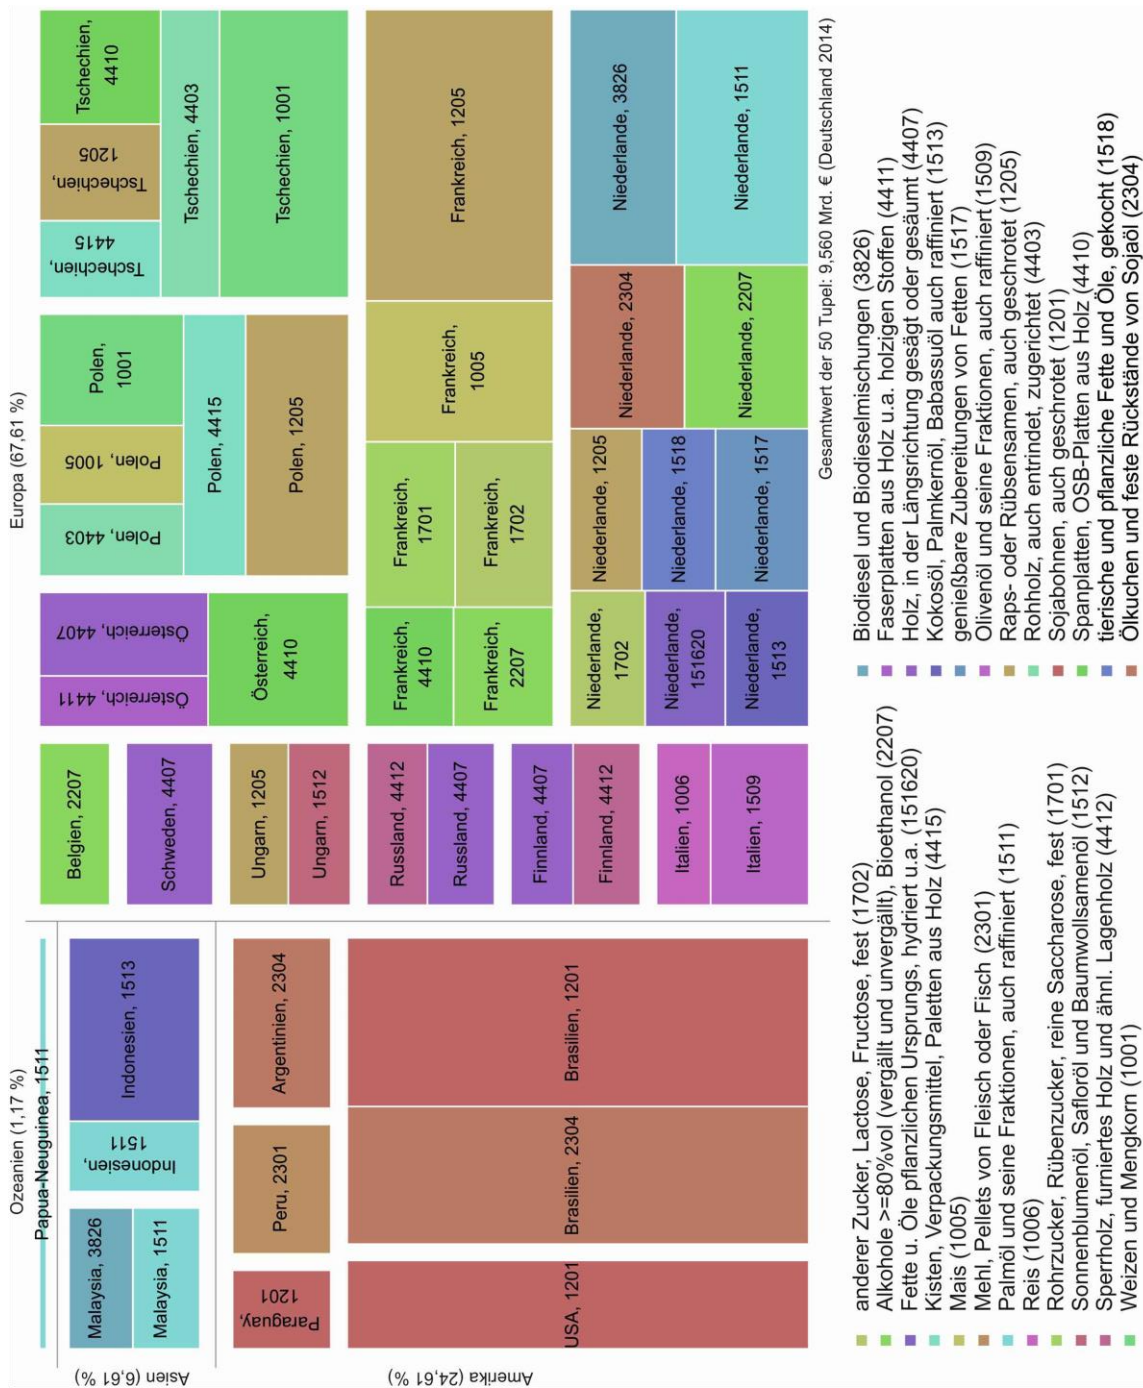 Ozeanien (1,17 %)
Papua-Neuguinea, 1511
Asien (6,61 %)
Malaysia, 3826
Malaysia, 1511
Indonesien,
1511
Indonesien, 1513
Amerika (24,61 %)
Paraguay,
1201
Peru, 2301
Argentinien, 2304
USA, 1201
Brasilien, 2304
Brasilien, 1201
Europa (67,61 %)
Belgien, 2207
Schweden, 4407
Ungarn, 1205
Ungarn, 1512
Russland, 4412
Russland, 4407
Finnland, 4407
Finnland, 4412
Italien, 1006
Italien, 1509
Österreich, 4411
Österreich, 4407
Österreich,
4410
Polen, 4403
Polen, 1005
Polen,
1001
Polen, 4415
Polen, 1205
Tschechien,
4415
Tschechien,
1205
Tschechien,
4410
Tschechien, 4403
Tschechien, 1001
Frankreich,
4410
Frankreich,
2207
Frankreich,
1701
Frankreich,
1702
Frankreich,
1005
Frankreich, 1205
Niederlande,
1702
Niederlande,
151620
Niederlande,
1513
Niederlande, 1205
Niederlande, 1518
Niederlande, 1517
Niederlande, 2304
Niederlande, 2207
Niederlande, 3826
Niederlande, 1511
Gesamtwert der 50 Tupel: 9,560 Mrd. € (Deutschland 2014)
anderer Zucker, Lactose, Fructose, fest (1702)
Alkohole >=80%vol (vergällt und unvergällt), Bioethanol (2207)
Fette u. Öle pflanzlichen Ursprungs, hydriert u.a. (151620)
Kisten, Verpackungsmittel, Paletten aus Holz (4415)
Mais (1005)
Mehl, Pellets von Fleisch oder Fisch (2301)
Palmöl und seine Fraktionen, auch raffiniert (1511)
Reis (1006)
Rohrzucker, Rübenzucker, reine Saccharose, fest (1701)
Sonnenblumenöl, Safloröl und Baumwollsamenöl (1512)
Sperrholz, furniertes Holz und ähnl. Lagenholz (4412)
Weizen und Mengkorn (1001)
Biodiesel und Biodieselmischungen (3826)
Faserplatten aus Holz u.a. holzigen Stoffen (4411)
Holz, in der Längsrichtung gesägt oder gesäumt (4407)
Kokosöl, Palmkernöl, Babassuöl auch raffiniert (1513)
genießbare Zubereitungen von Fetten (1517)
Olivenöl und seine Fraktionen, auch raffiniert (1509)
Raps- oder Rübsensamen, auch geschrotet (1205)
Rohholz, auch entrindet, zugerichtet (4403)
Sojabohnen, auch geschrotet (1201)
Spanplatten, OSB-Platten aus Holz (4410)
tierische und pflanzliche Fette und Öle, gekocht (1518)
Ölkuchen und feste Rückstände von Sojaöl (2304)